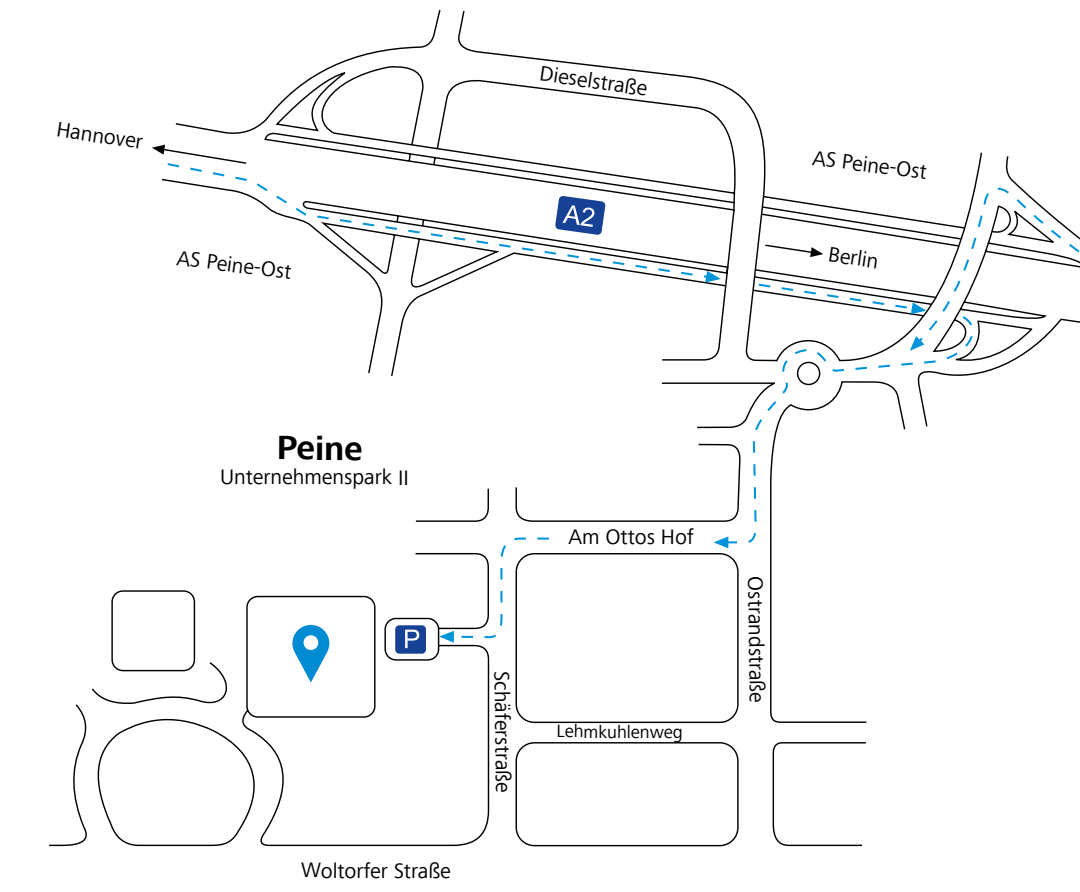 Dieselstraße
Hannover
AS Peine-Ost
A2
Berlin
AS Peine-Ost
Peine
Unternehmenspark II
Am Ottos Hof
Ostrandstraße
P
Schäferstraße
Lehmkuhlenweg
Woltorfer Straße